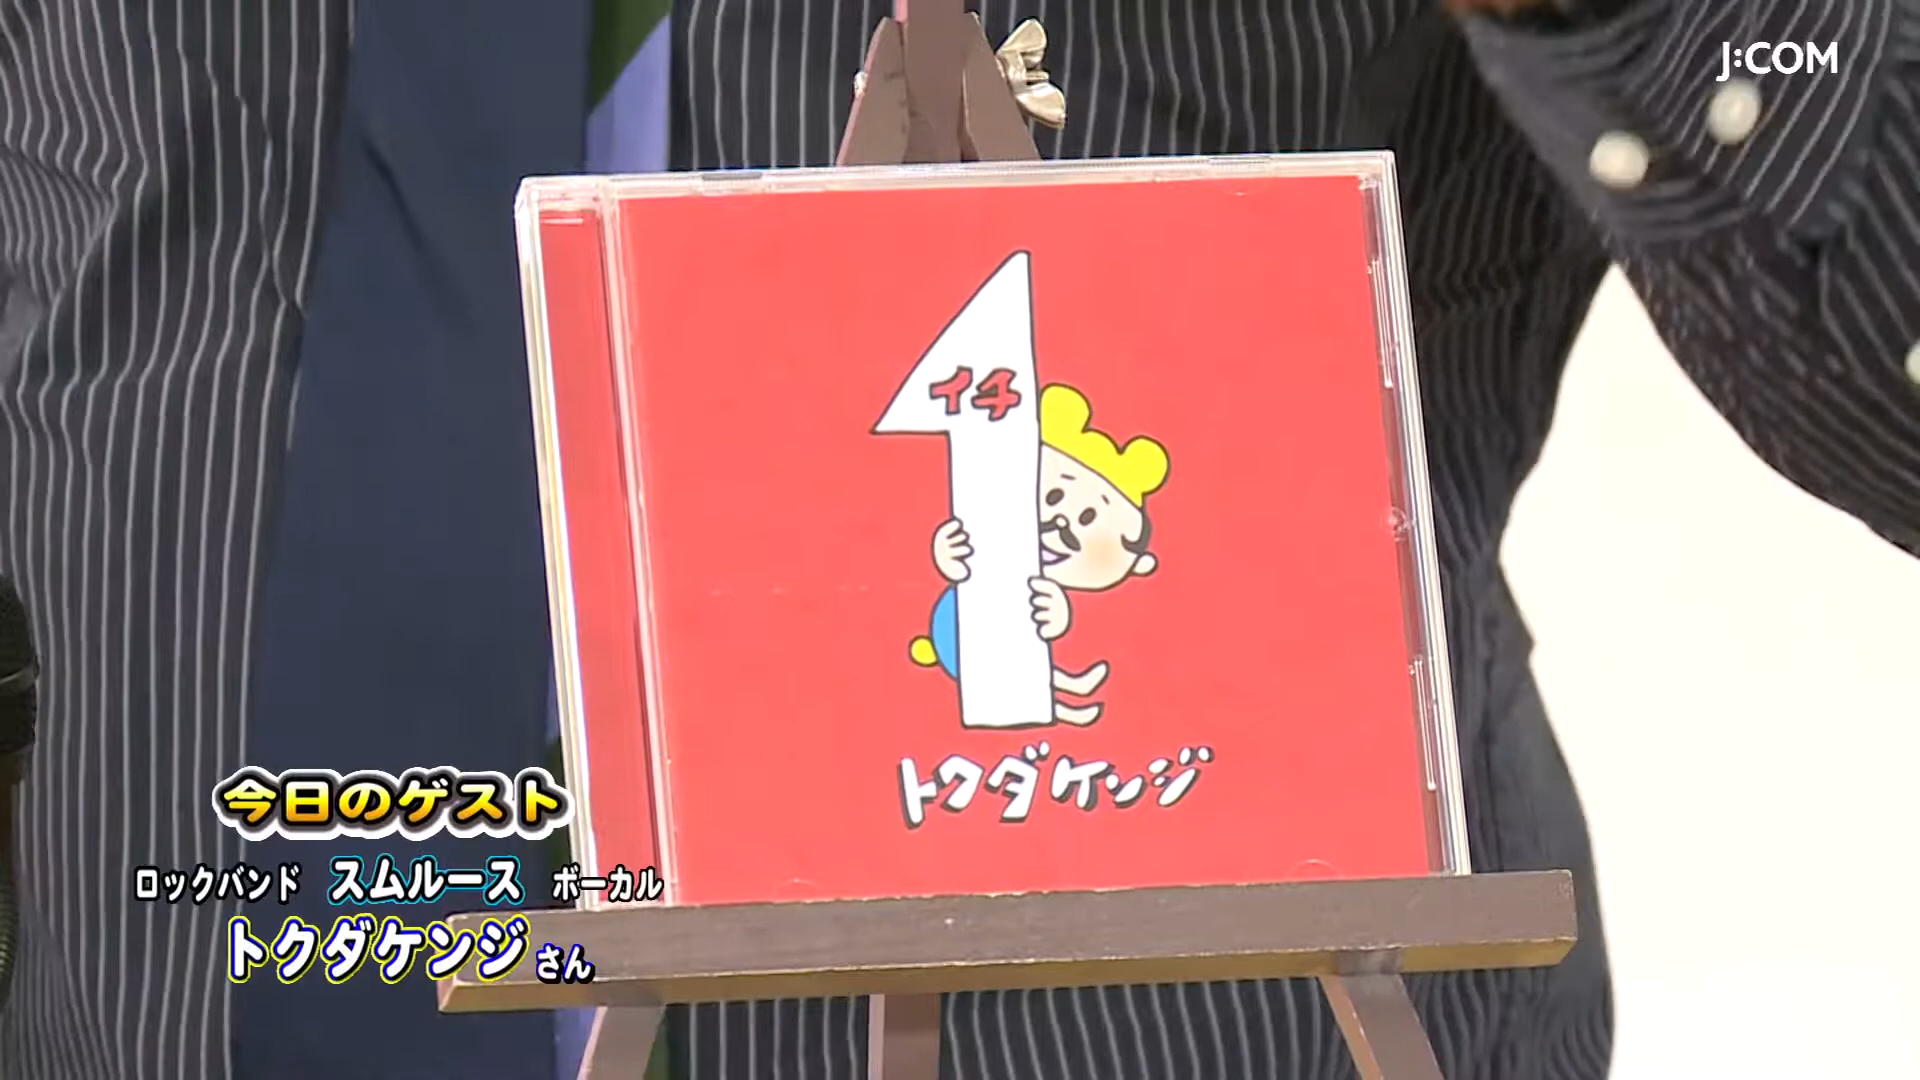 J:COM
イチ
トクダケンジ
今日のゲスト
ロックバンド スムルース ボーカル
トクダケンジさん